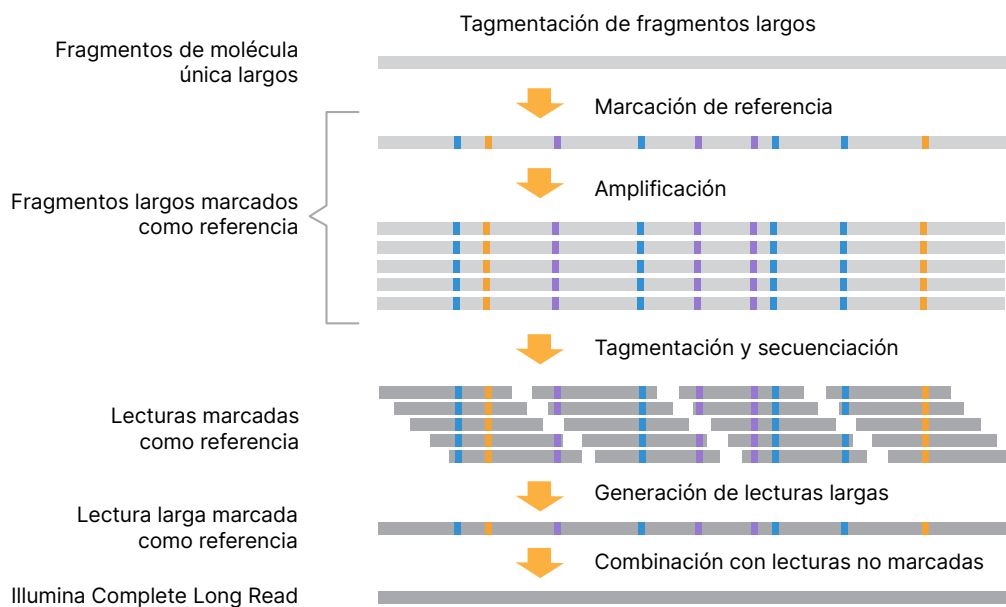 Tagmentación de fragmentos largos
Fragmentos de molécula
única largos
Marcación de referencia
Amplificación
Fragmentos largos marcados
como referencia
Tagmentación y secuenciación
Lecturas marcadas
como referencia
Generación de lecturas largas
Lectura larga marcada
como referencia
Combinación con lecturas no marcadas
Illumina Complete Long Read